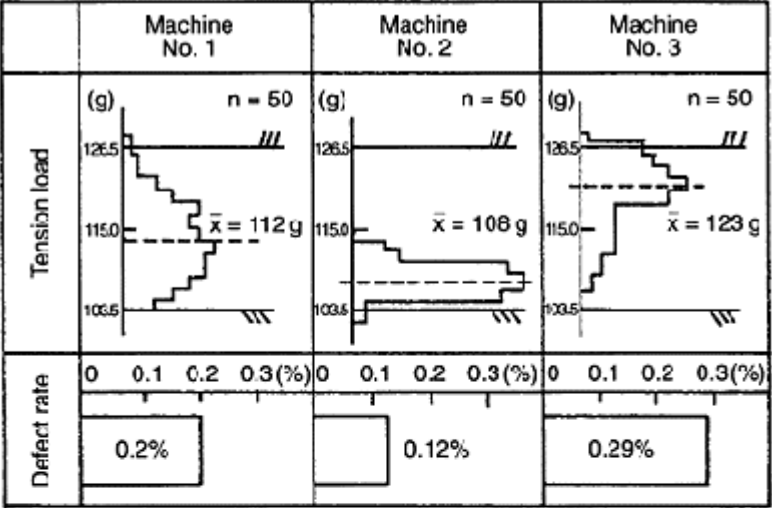 Machine No. 1
Machine No. 2
Machine No. 3
Tension load
(g)
n = 50
126.5
115.0
x̄ = 112 g
103.5
(g)
n = 50
126.5
115.0
x̄ = 108 g
103.5
(g)
n = 50
126.5
115.0
x̄ = 123 g
103.5
Defect rate
0 0.1 0.2 0.3(%)
0.2%
0 0.1 0.2 0.3(%)
0.12%
0 0.1 0.2 0.3(%)
0.29%